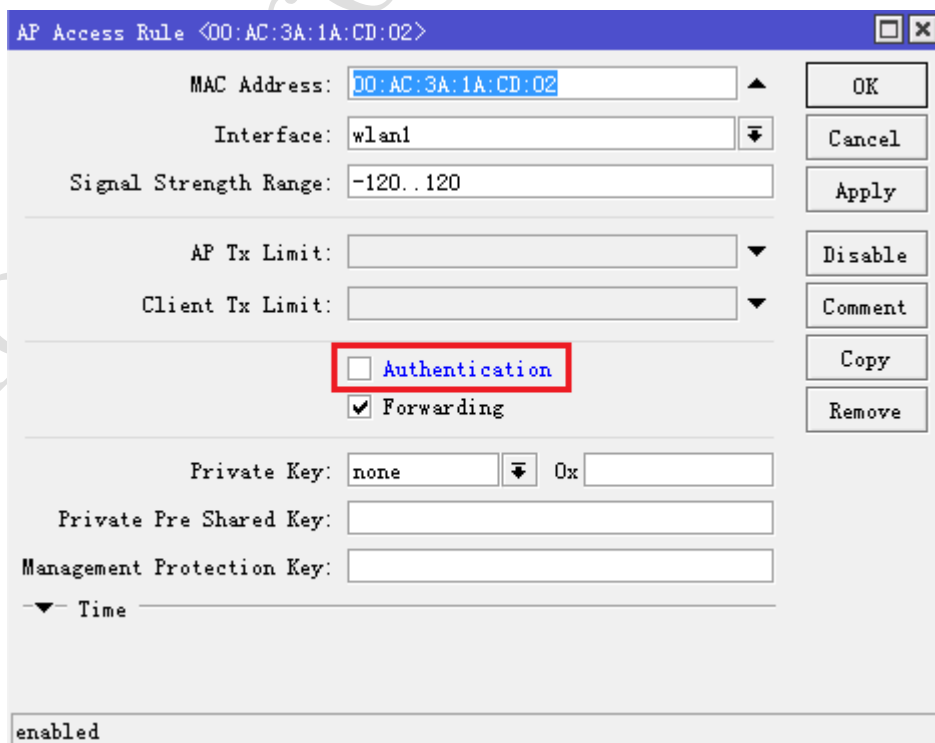 AP Access Rule <00:AC:3A:1A:CD:02>
MAC Address: 00:AC:3A:1A:CD:02
OK
Interface: wlan1
Cancel
Signal Strength Range: -120..120
Apply
AP Tx Limit:
Disable
Client Tx Limit:
Comment
Authentication
Copy
Forwarding
Remove
Private Key: none 0x
Private Pre Shared Key:
Management Protection Key:
Time
enabled